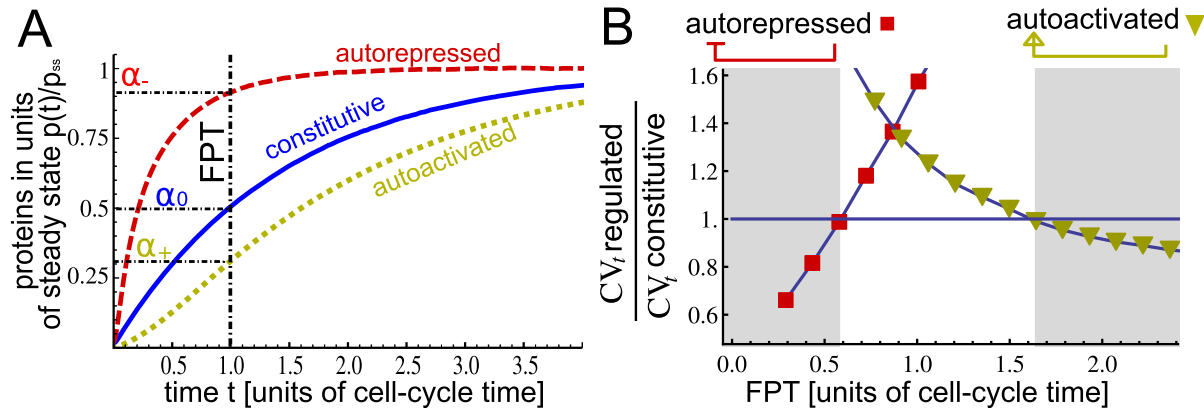 A
proteins in units
of steady state p(t)/pss
1
0.75
0.5
0.25
α-
α0
α+
FPT
autorepressed
constitutive
autoactivated
0.5
1.0
1.5
2.0
2.5
3.0
3.5
time t [units of cell-cycle time]
B
autorepressed
autoactivated
CVt regulated
CVt constitutive
1.6
1.4
1.2
1
0.8
0.6
0.0
0.5
1.0
2.0
FPT [units of cell-cycle time]